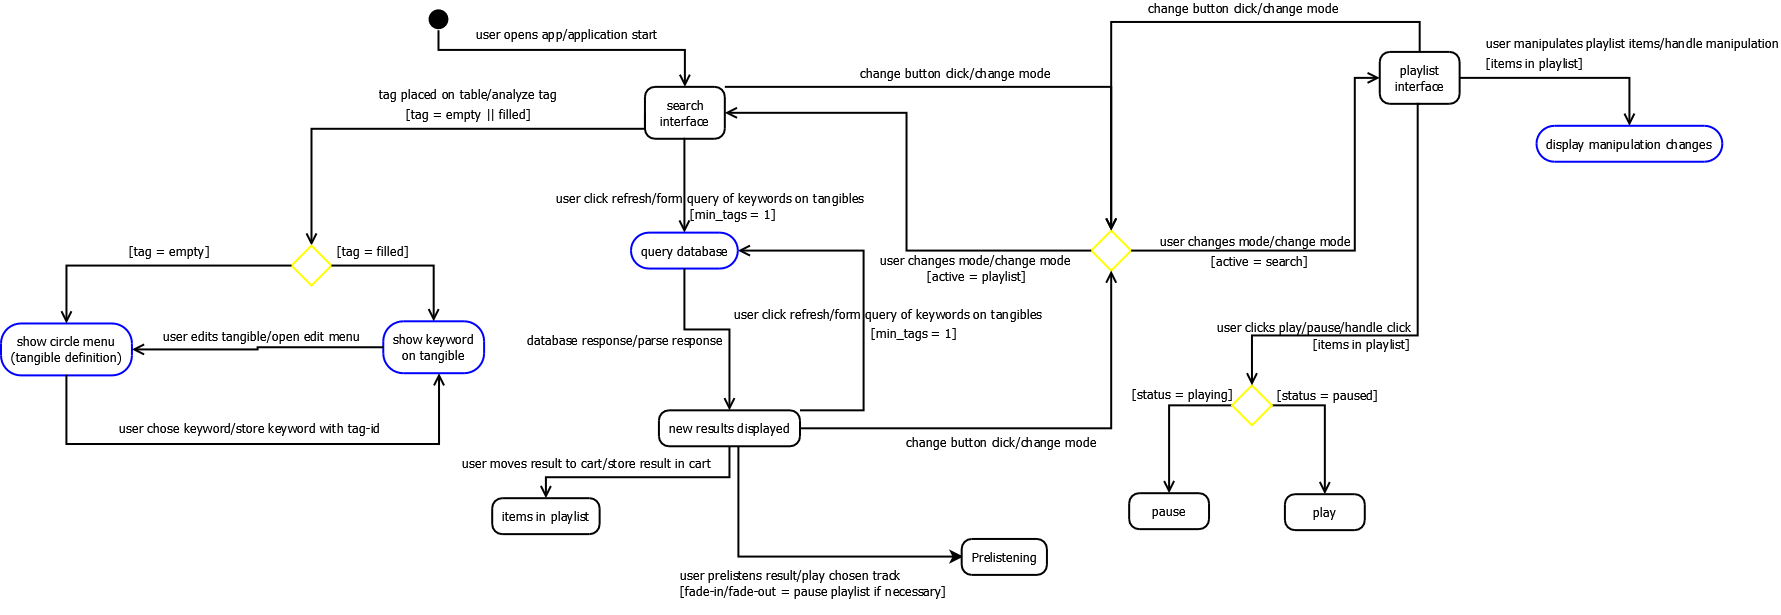 change button click/change mode
user opens app/application start
user manipulates playlist items/handle manipulation
[items in playlist]
playlist
interface
change button click/change mode
tag placed on table/analyze tag
[tag = empty || filled]
search
interface
display manipulation changes
user click refresh/form query of keywords on tangibles
[min_tags = 1]
[tag = empty]
[tag = filled]
query database
user changes mode/change mode
[active = playlist]
user changes mode/change mode
[active = search]
user click refresh/form query of keywords on tangibles
[min_tags = 1]
show circle menu
(tangible definition)
user edits tangible/open edit menu
show keyword
on tangible
database response/parse response
user clicks play/pause/handle click
[items in playlist]
[status = playing]
[status = paused]
user chose keyword/store keyword with tag-id
new results displayed
change button click/change mode
user moves result to cart/store result in cart
items in playlist
pause
play
Prelistening
user prelistens result/play chosen track
[fade-in/fade-out = pause playlist if necessary]